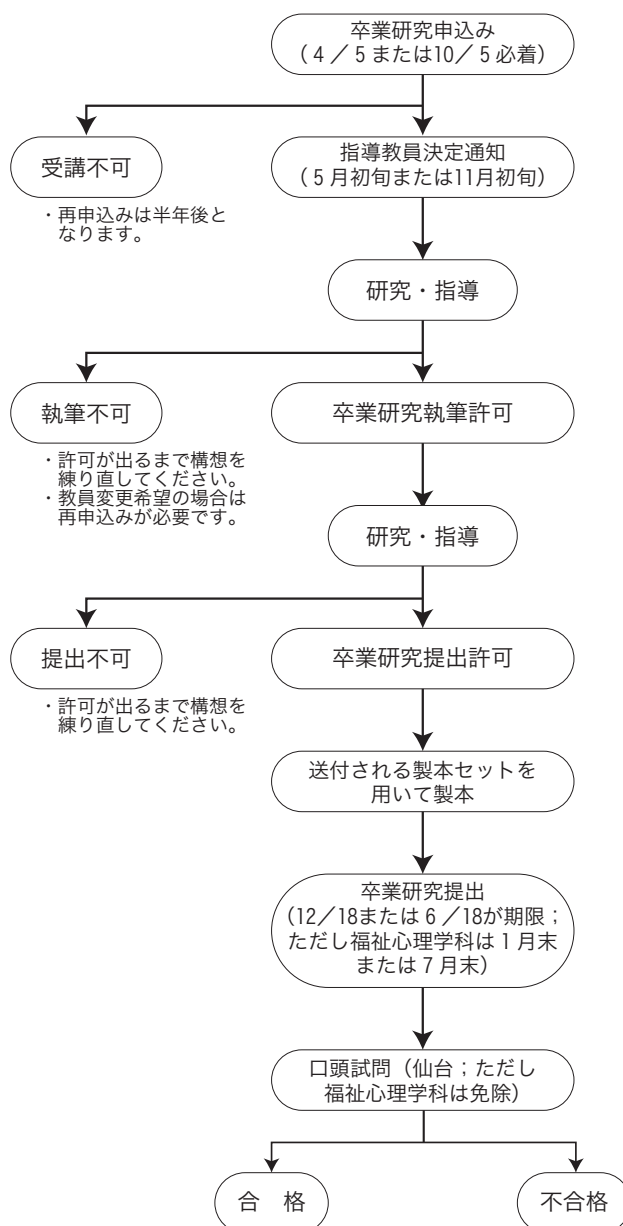 卒業研究申込み
（４／５または10／５必着）
受講不可
指導教員決定通知
（５月初旬または11月初旬）
・再申込みは半年後と
なります。
研究・指導
執筆不可
卒業研究執筆許可
・許可が出るまで構想を
練り直してください。
・教員変更希望の場合は
再申込みが必要です。
研究・指導
提出不可
卒業研究提出許可
・許可が出るまで構想を
練り直してください。
送付される製本セットを
用いて製本
卒業研究提出
（12／18または６／18が期限；
ただし福祉心理学科は１月末
または７月末）
口頭試問（仙台；ただし
福祉心理学科は免除）
合　格
不合格